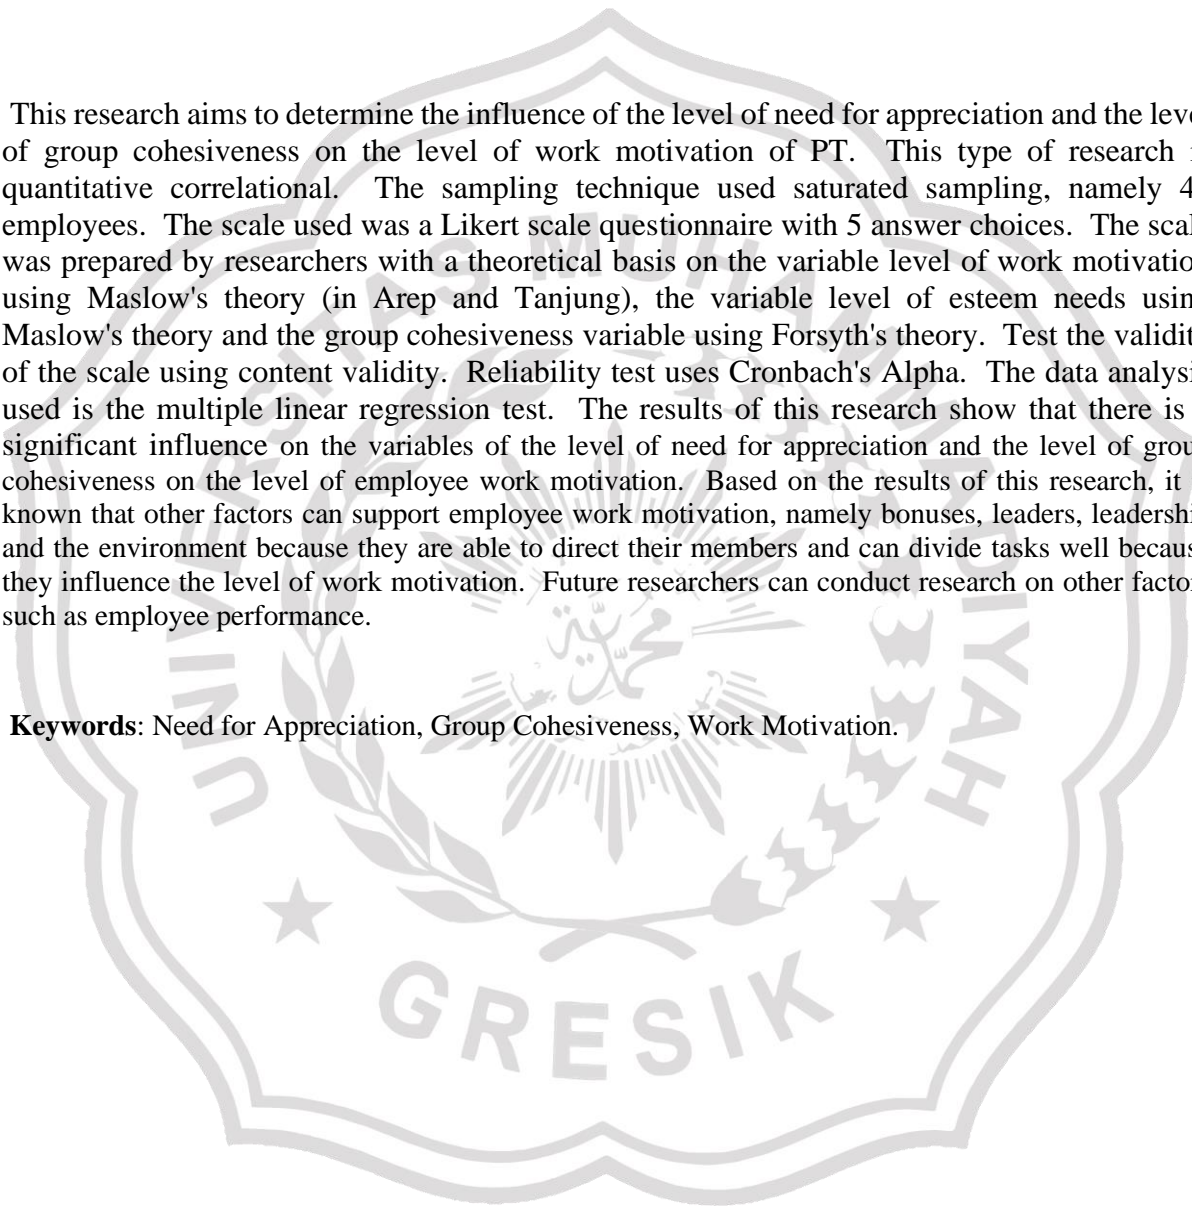 This research aims to determine the influence of the level of need for appreciation and the leve
of group cohesiveness on the level of work motivation of PT. This type of research i
quantitative correlational. The sampling technique used saturated sampling, namely 4
employees. The scale used was a Likert scale questionnaire with 5 answer choices. The scal
was prepared by researchers with a theoretical basis on the variable level of work motivatio
using Maslow's theory (in Arep and Tanjung), the variable level of esteem needs usin
Maslow's theory and the group cohesiveness variable using Forsyth's theory. Test the validit
of the scale using content validity. Reliability test uses Cronbach's Alpha. The data analysi
used is the multiple linear regression test. The results of this research show that there is
significant influence on the variables of the level of need for appreciation and the level of grou
cohesiveness on the level of employee work motivation. Based on the results of this research, it
known that other factors can support employee work motivation, namely bonuses, leaders, leadershi
and the environment because they are able to direct their members and can divide tasks well becaus
they influence the level of work motivation. Future researchers can conduct research on other factor
such as employee performance.
Keywords: Need for Appreciation, Group Cohesiveness, Work Motivation.
UNIVERSITAS MUHAMMADIYAH
GRESIK